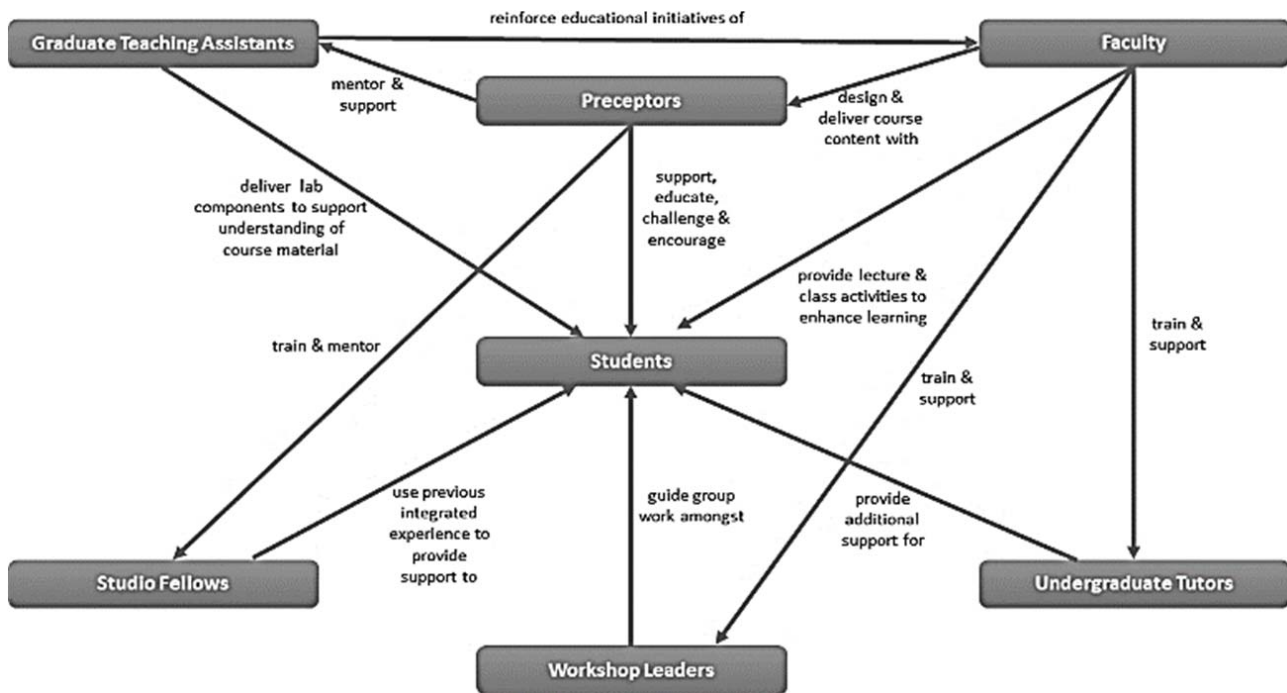 reinforce educational initiatives of
Graduate Teaching Assistants
Faculty
mentor &
support
Preceptors
design &
deliver course
content with
deliver lab
components to support
understanding of
course material
support,
educate,
challenge &
encourage
provide lecture &
class activities to
enhance learning
train & mentor
train &
support
Students
train &
support
use previous
integrated
experience to
provide
support to
guide group
work amongst
provide
additional
support for
Studio Fellows
Undergraduate Tutors
Workshop Leaders